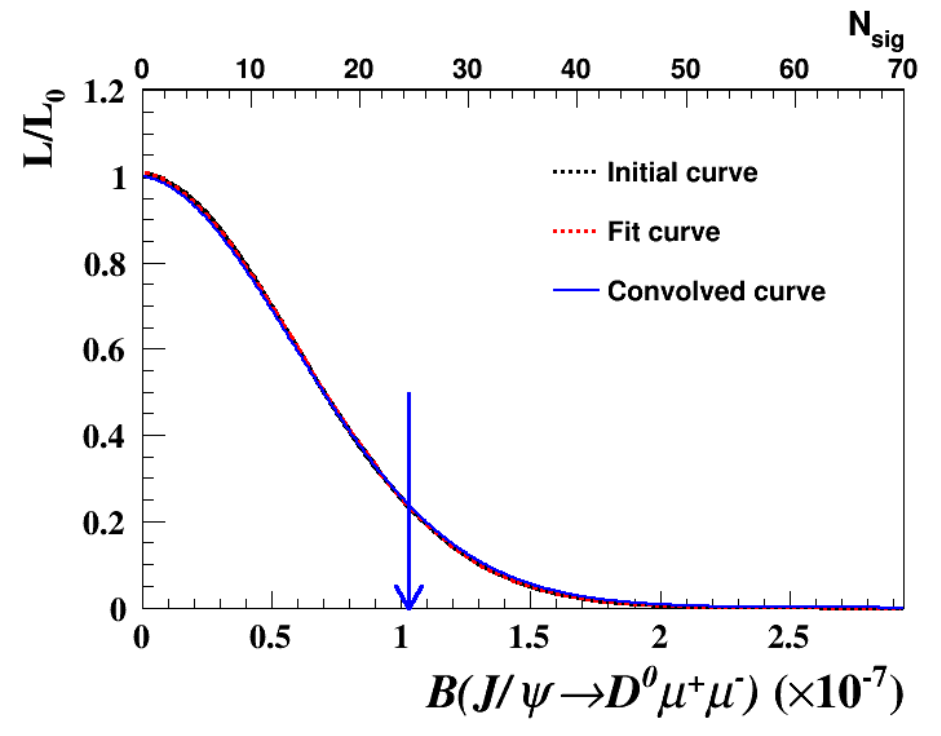 N_sig
0 10 20 30 40 50 60 70
L/L_0
1.2
1
0.8
0.6
0.4
0.2
0
Initial curve
Fit curve
Convolved curve
0 0.5 1 1.5 2 2.5
B(J/ψ→D⁰μ⁺μ⁻) (×10⁻⁷)